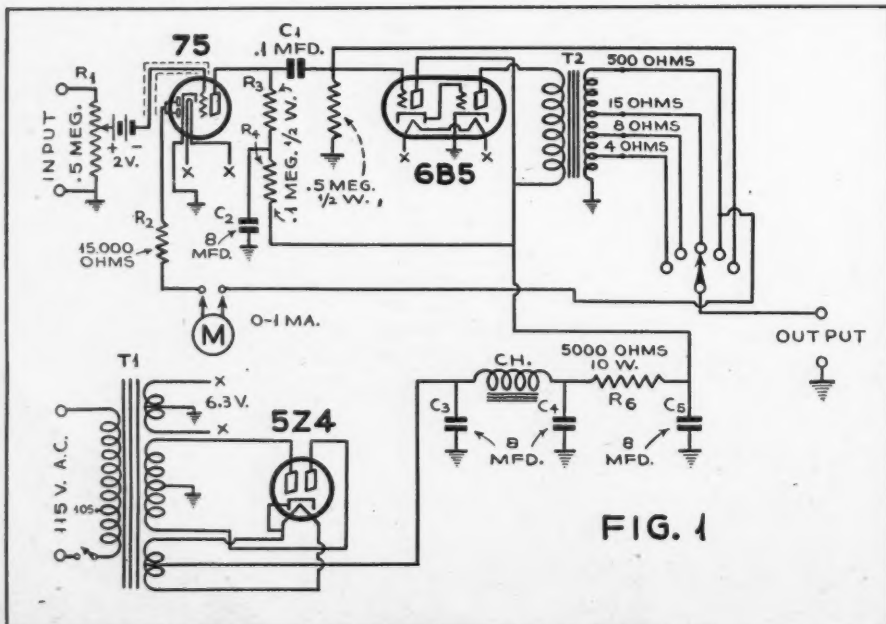 75
C1
.1 MFD.
T2
500 OHMS
15 OHMS
8 OHMS
4 OHMS
R1
R3
INPUT
.5 MEG.
+ -
2V.
R4
.1 MEG. 1/2 W.
.5 MEG.
1/2 W.
6B5
X X
X X
R2
15,000
OHMS
C2
8
MFD.
M
0-1 MA.
OUTPUT
T1
115 V. A.C.
105
X
6.3 V.
X
5Z4
CH.
5000 OHMS
10 W.
R6
C3
C4
C5
8
MFD.
8
MFD.
FIG. 1